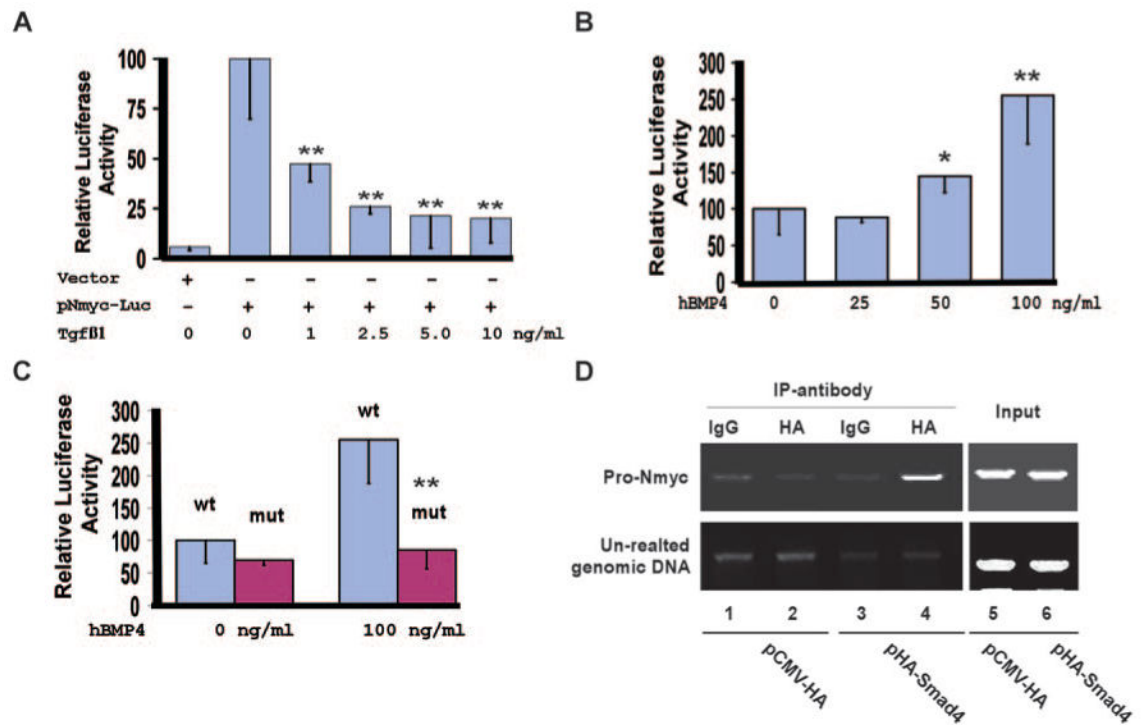 A
Relative Luciferase
Activity
100
75
50
25
0
**
**
**
**
Vector + - - - - -
pNmyc-Luc - + + + + +
Tgfß1 0 0 1 2.5 5.0 10 ng/ml
B
Relative Luciferase
Activity
300
250
200
150
100
50
0
*
**
hBMP4 0 25 50 100 ng/ml
C
Relative Luciferase
Activity
300
250
200
150
100
50
0
wt
mut
wt
**
mut
hBMP4 0 ng/ml 100 ng/ml
D
IP-antibody
Input
IgG HA IgG HA
Pro-Nmyc
Un-realted
genomic DNA
1 2 3 4 5 6
pCMV-HA
pHA-Smad4
pCMV-HA
pHA-Smad4